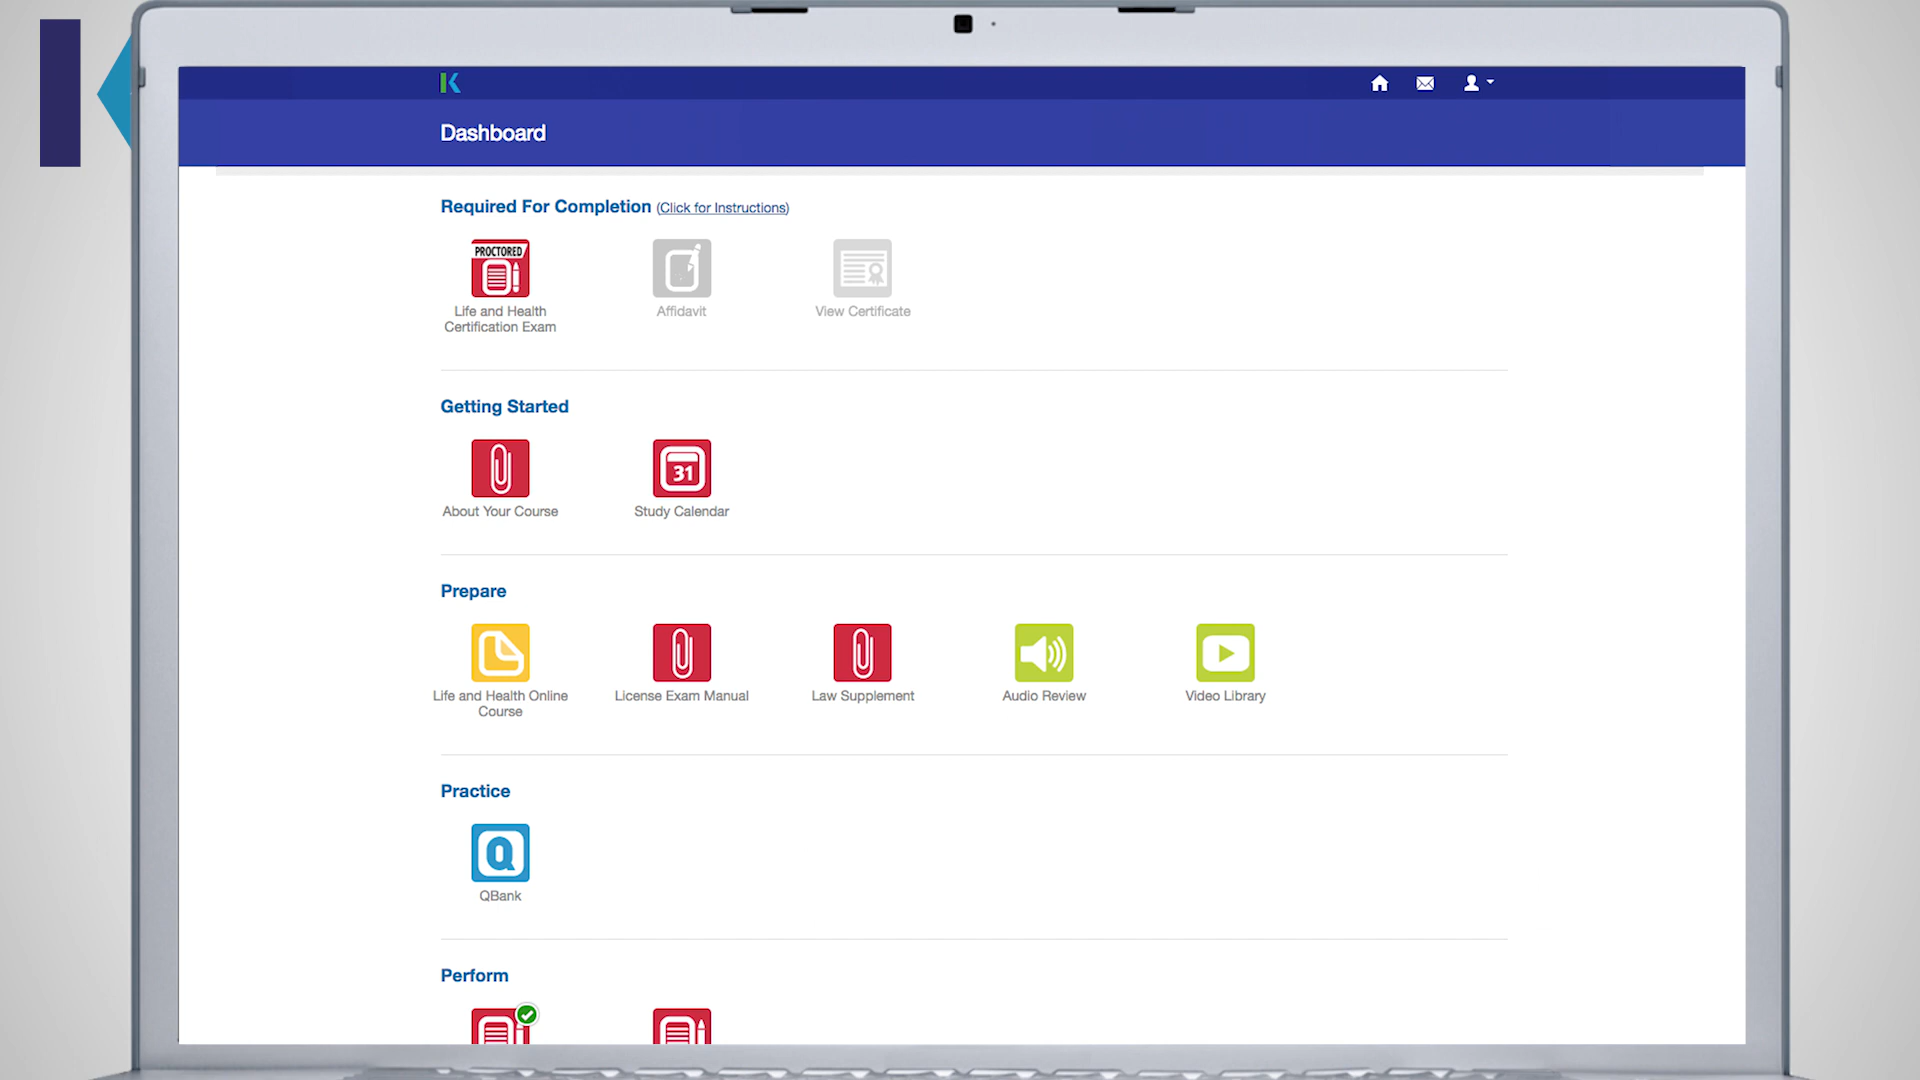 K
Dashboard
Required For Completion (Click for Instructions)
PROCTORED
Life and Health
Certification Exam
Affidavit
View Certificate
Getting Started
31
About Your Course
Study Calendar
Prepare
Life and Health Online
Course
License Exam Manual
Law Supplement
Audio Review
Video Library
Practice
Q
QBank
Perform